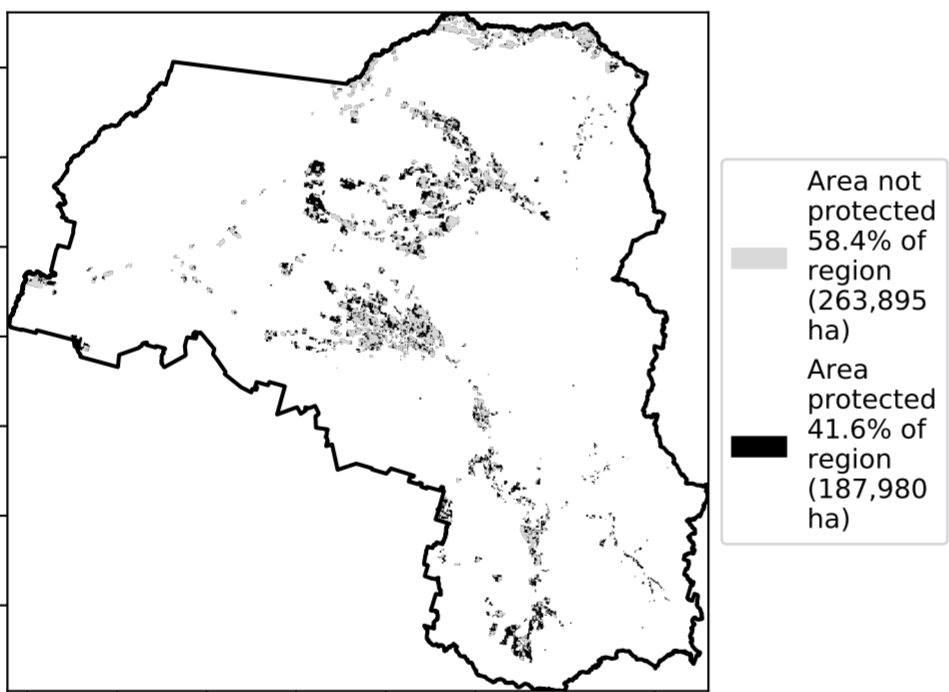 Area not
protected
58.4% of
region
(263,895
ha)
Area
protected
41.6% of
region
(187,980
ha)